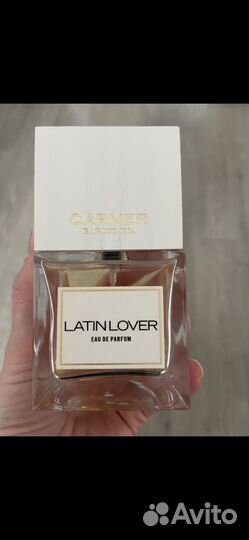 CARNER
BARCELONA
LATIN LOVER
EAU DE PARFUM
Avito